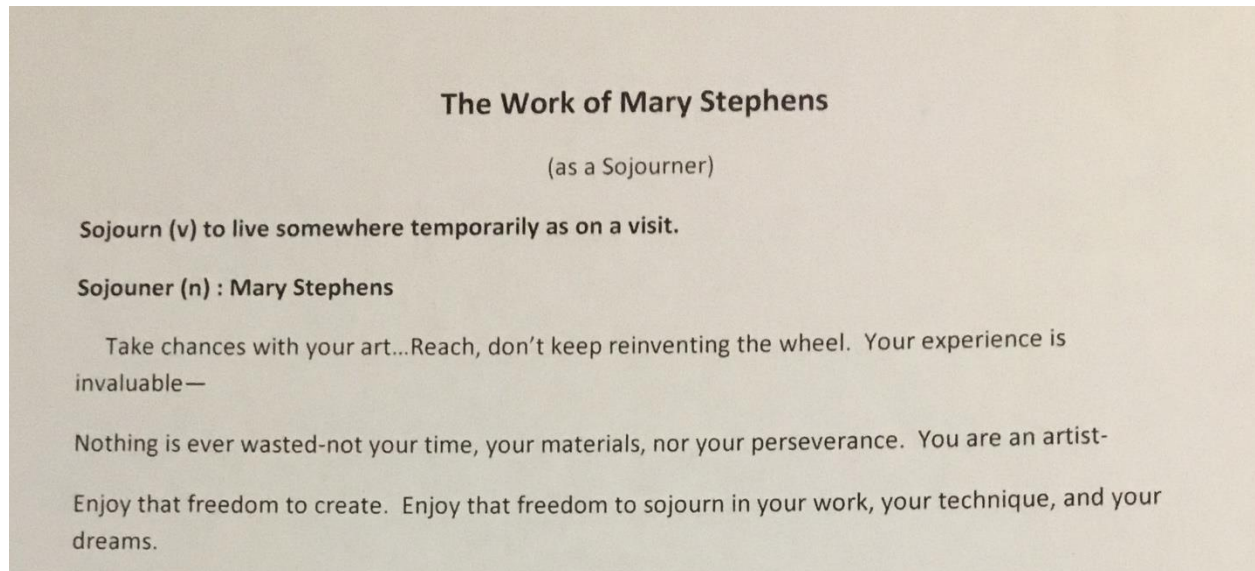 The Work of Mary Stephens
(as a Sojourner)
Sojourn (v) to live somewhere temporarily as on a visit.
Sojouner (n) : Mary Stephens
Take chances with your art...Reach, don't keep reinventing the wheel.  Your experience is
invaluable—
Nothing is ever wasted-not your time, your materials, nor your perseverance.  You are an artist-
Enjoy that freedom to create.  Enjoy that freedom to sojourn in your work, your technique, and your
dreams.